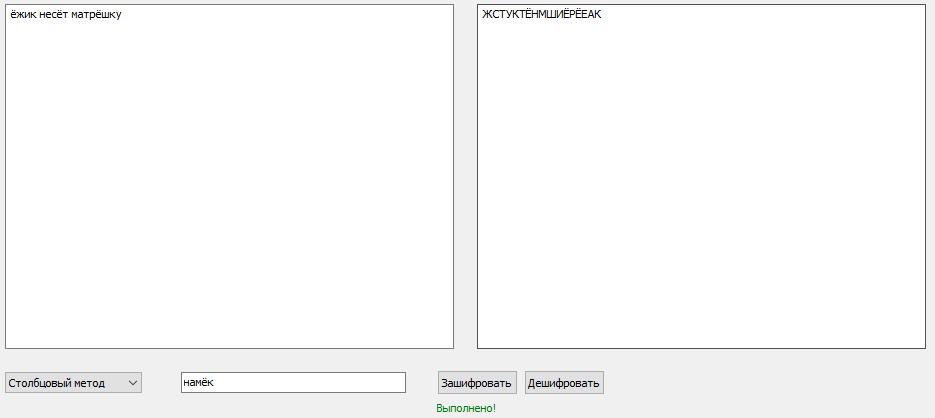 ёжик несёт матрёшку
ЖСТУКТЁНМШИЁРЁЕАК
Столбцовый метод
намёк
Зашифровать
Дешифровать
Выполнено!